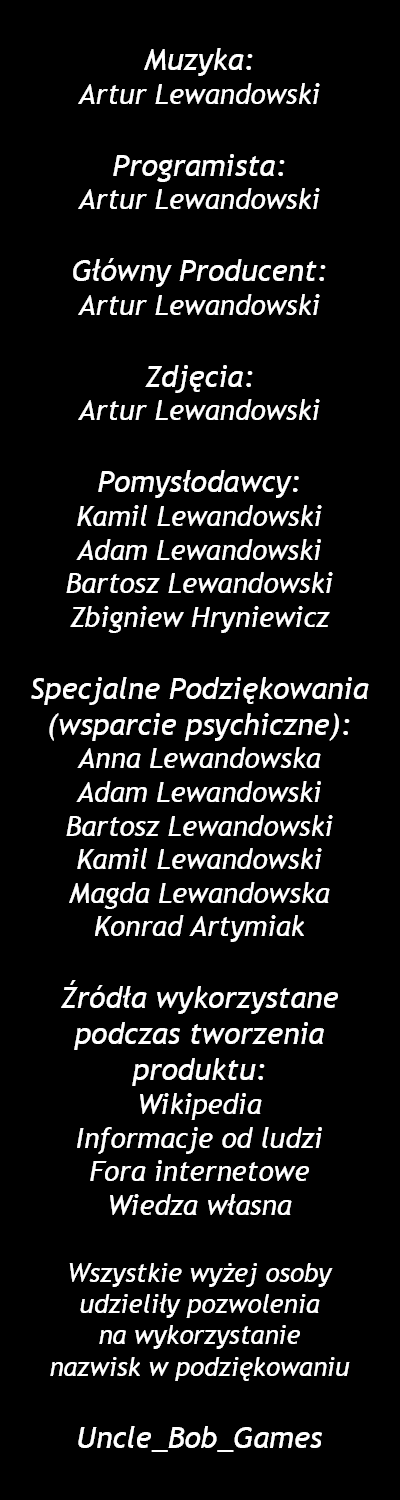 Muzyka:
Artur Lewandowski
Programista:
Artur Lewandowski
Główny Producent:
Artur Lewandowski
Zdjęcia:
Artur Lewandowski
Pomysłodawcy:
Kamil Lewandowski
Adam Lewandowski
Bartosz Lewandowski
Zbigniew Hryniewicz
Specjalne Podziękowania
(wsparcie psychiczne):
Anna Lewandowska
Adam Lewandowski
Bartosz Lewandowski
Kamil Lewandowski
Magda Lewandowska
Konrad Artymiak
Źródła wykorzystane
podczas tworzenia
produktu:
Wikipedia
Informacje od ludzi
Fora internetowe
Wiedza własna
Wszystkie wyżej osoby
udzieliły pozwolenia
na wykorzystanie
nazwisk w podziękowaniu
Uncle_Bob_Games